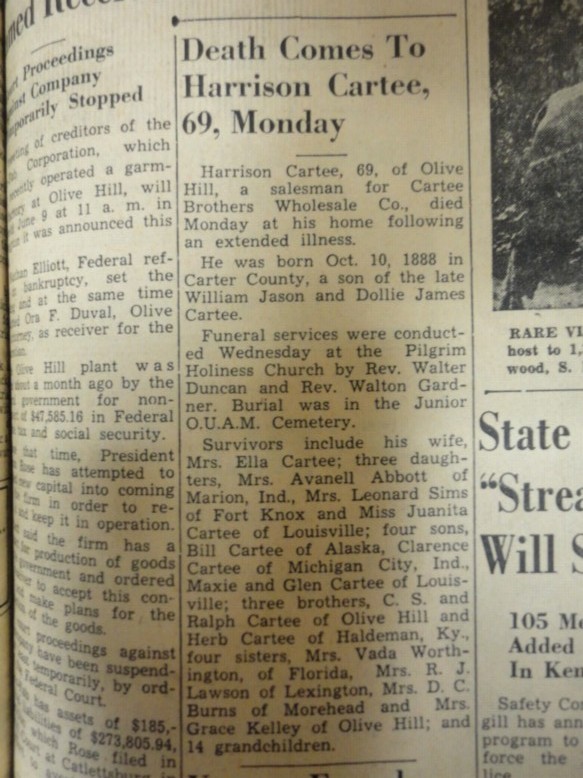 Proceedings
Company
Stopped
of creditors of the
Corporation, which
operated a garm-
at Olive Hill, will
June 9 at 11 a. m. in
it was announced this
Elliott, Federal ref-
bankruptcy, set the
and at the same time
Ora F. Duval, Olive
as receiver for the
Olive Hill plant was
about a month ago by the
government for non-
of $47,585.16 in Federal
tax and social security.
that time, President
Rose has attempted to
new capital into coming
firm in order to re-
and keep it in operation.
said the firm has a
for production of goods
government and ordered
to accept this con-
make plans for the
of the goods.
proceedings against
have been suspend-
temporarily, by ord-
Federal Court.
has assets of $185,-
liabilities of $273,805.94,
which Rose filed in
Court at
Death Comes To
Harrison Cartee,
69, Monday
Harrison Cartee, 69, of Olive
Hill, a salesman for Cartee
Brothers Wholesale Co., died
Monday at his home following
an extended illness.
He was born Oct. 10, 1888 in
Carter County, a son of the late
William Jason and Dollie James
Cartee.
Funeral services were conduct-
ed Wednesday at the Pilgrim
Holiness Church by Rev. Walter
Duncan and Rev. Walton Gard-
ner. Burial was in the Junior
O.U.A.M. Cemetery.
Survivors include his wife,
Mrs. Ella Cartee; three daugh-
ters, Mrs. Avanell Abbott of
Marion, Ind., Mrs. Leonard Sims
of Fort Knox and Miss Juanita
Cartee of Louisville; four sons,
Bill Cartee of Alaska, Clarence
Cartee of Michigan City, Ind.,
Maxie and Glen Cartee of Louis-
ville; three brothers, C. S. and
Ralph Cartee of Olive Hill and
Herb Cartee of Haldeman, Ky.,
four sisters, Mrs. Vada Worth-
ington, of Florida, Mrs. R. J.
Lawson of Lexington, Mrs. D. C.
Burns of Morehead and Mrs.
Grace Kelley of Olive Hill; and
14 grandchildren.
RARE
host to 1,
wood, S.
State
"Strea
Will S
105 Me
Added
In Ken
Safety Con
gill has ann
program to
force the